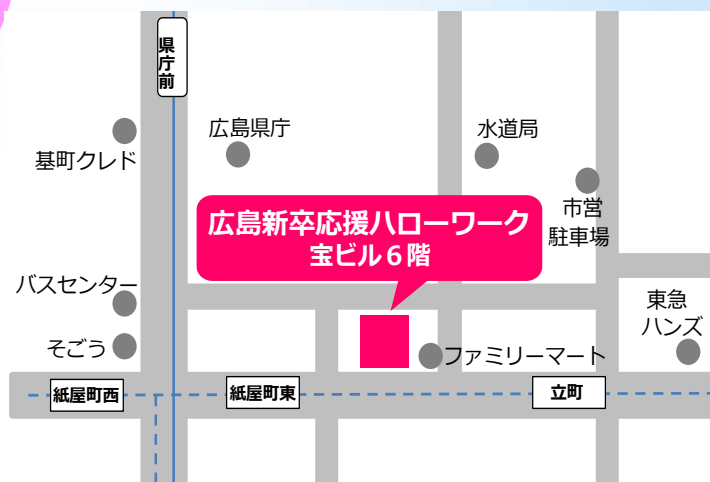 県庁前
広島県庁
水道局
基町クレド
市営
駐車場
広島新卒応援ハローワーク
宝ビル６階
バスセンター
東急
ハンズ
そごう
ファミリーマート
紙屋町西
紙屋町東
立町